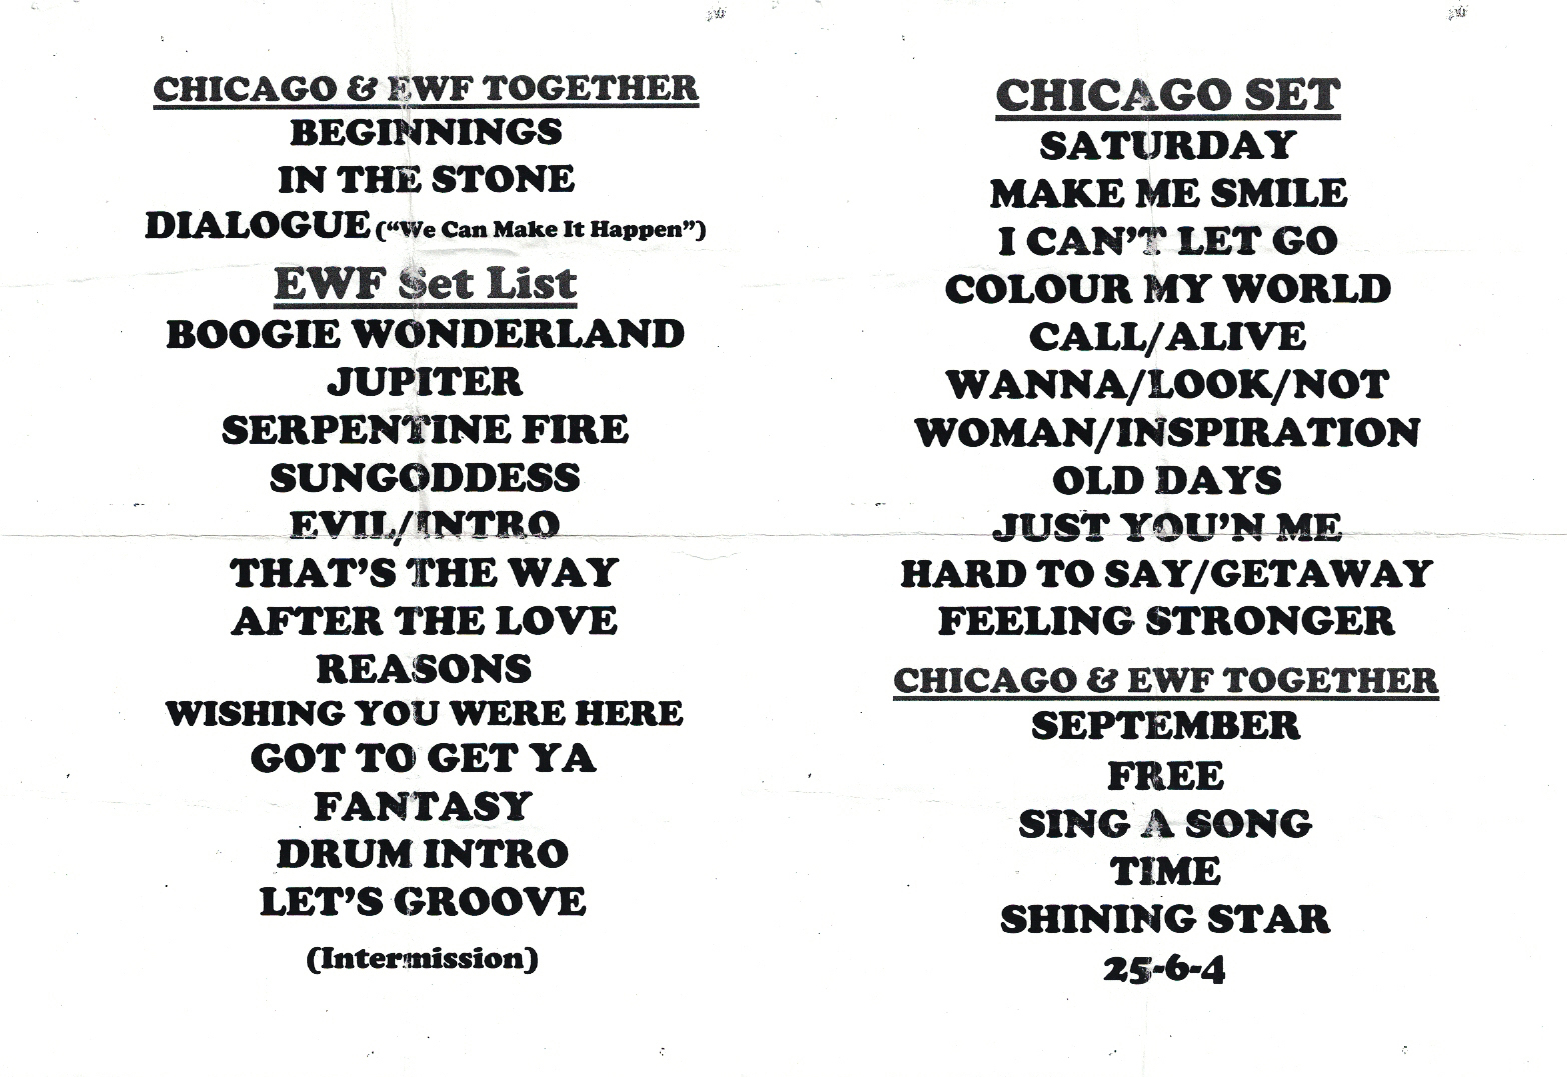 CHICAGO & EWF TOGETHER
BEGINNINGS
IN THE STONE
DIALOGUE (“We Can Make It Happen”)
EWF Set List
BOOGIE WONDERLAND
JUPITER
SERPENTINE FIRE
SUNGODDESS
EVIL/INTRO
THAT’S THE WAY
AFTER THE LOVE
REASONS
WISHING YOU WERE HERE
GOT TO GET YA
FANTASY
DRUM INTRO
LET’S GROOVE
(Intermission)
CHICAGO SET
SATURDAY
MAKE ME SMILE
I CAN’T LET GO
COLOUR MY WORLD
CALL/ALIVE
WANNA/LOOK/NOT
WOMAN/INSPIRATION
OLD DAYS
JUST YOU’N ME
HARD TO SAY/GETAWAY
FEELING STRONGER
CHICAGO & EWF TOGETHER
SEPTEMBER
FREE
SING A SONG
TIME
SHINING STAR
25-6-4